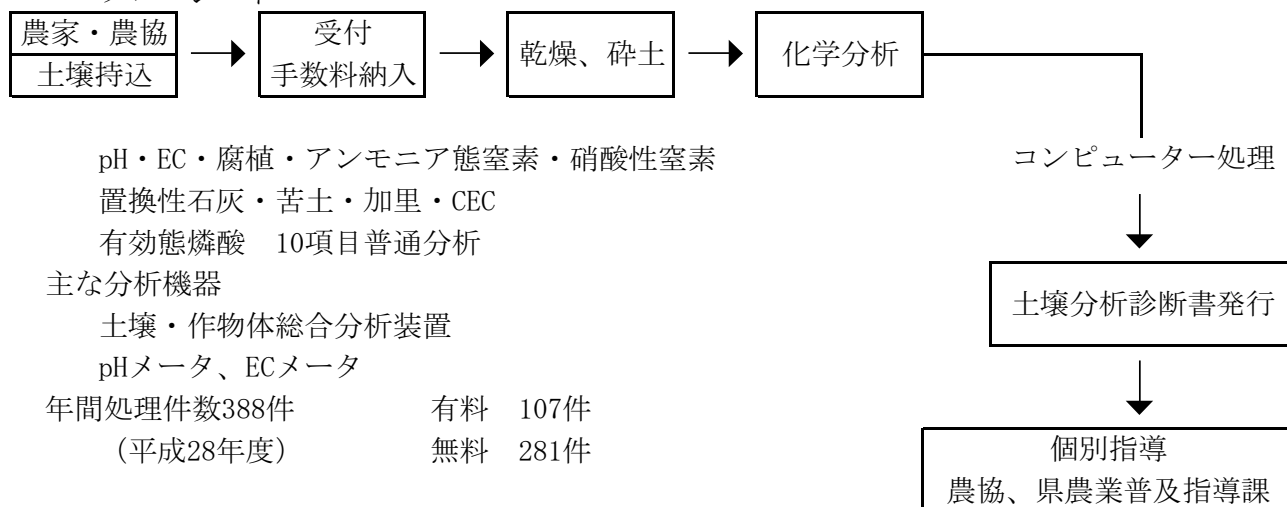 農家・農協
土壌持込
受付
手数料納入
乾燥、砕土
化学分析
pH・EC・腐植・アンモニア態窒素・硝酸性窒素
置換性石灰・苦土・加里・CEC
有効態燐酸　10項目普通分析
主な分析機器
土壌・作物体総合分析装置
pHメータ、ECメータ
年間処理件数388件　有料　107件
（平成28年度）　無料　281件
コンピューター処理
土壌分析診断書発行
個別指導
農協、県農業普及指導課